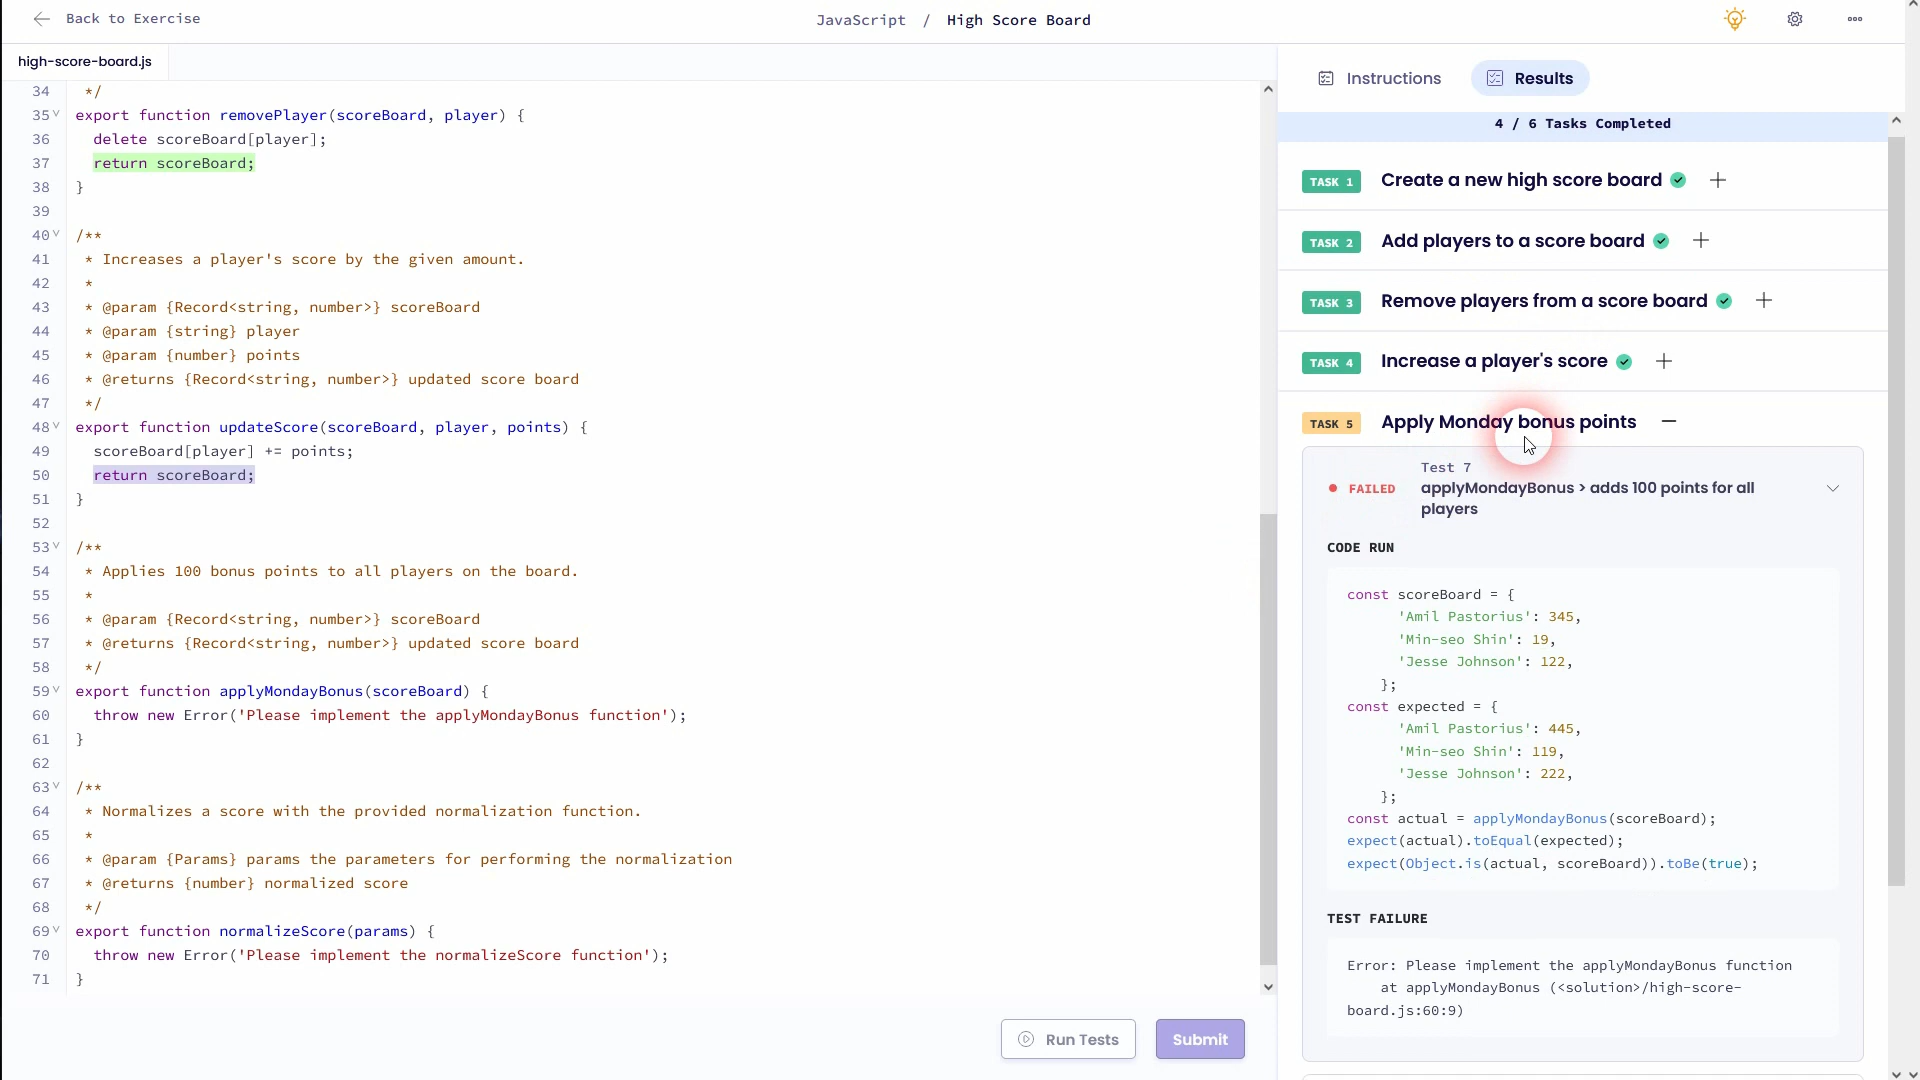 Back to Exercise
JavaScript / High Score Board
high-score-board.js
34 */
35 export function removePlayer(scoreBoard, player) {
36 delete scoreBoard[player];
37 return scoreBoard;
38 }
39
40 /**
41 * Increases a player's score by the given amount.
42 *
43 * @param {Record<string, number>} scoreBoard
44 * @param {string} player
45 * @param {number} points
46 * @returns {Record<string, number>} updated score board
47 */
48 export function updateScore(scoreBoard, player, points) {
49 scoreBoard[player] += points;
50 return scoreBoard;
51 }
52
53 /**
54 * Applies 100 bonus points to all players on the board.
55 *
56 * @param {Record<string, number>} scoreBoard
57 * @returns {Record<string, number>} updated score board
58 */
59 export function applyMondayBonus(scoreBoard) {
60 throw new Error('Please implement the applyMondayBonus function');
61 }
62
63 /**
64 * Normalizes a score with the provided normalization function.
65 *
66 * @param {Params} params the parameters for performing the normalization
67 * @returns {number} normalized score
68 */
69 export function normalizeScore(params) {
70 throw new Error('Please implement the normalizeScore function');
71 }
Run Tests
Submit
Instructions
Results
4 / 6 Tasks Completed
TASK 1 Create a new high score board
TASK 2 Add players to a score board
TASK 3 Remove players from a score board
TASK 4 Increase a player's score
TASK 5 Apply Monday bonus points
Test 7
FAILED applyMondayBonus > adds 100 points for all
players
CODE RUN
const scoreBoard = {
'Amil Pastorius': 345,
'Min-seo Shin': 19,
'Jesse Johnson': 122,
};
const expected = {
'Amil Pastorius': 445,
'Min-seo Shin': 119,
'Jesse Johnson': 222,
};
const actual = applyMondayBonus(scoreBoard);
expect(actual).toEqual(expected);
expect(Object.is(actual, scoreBoard)).toBe(true);
TEST FAILURE
Error: Please implement the applyMondayBonus function
at applyMondayBonus (<solution>/high-score-
board.js:60:9)